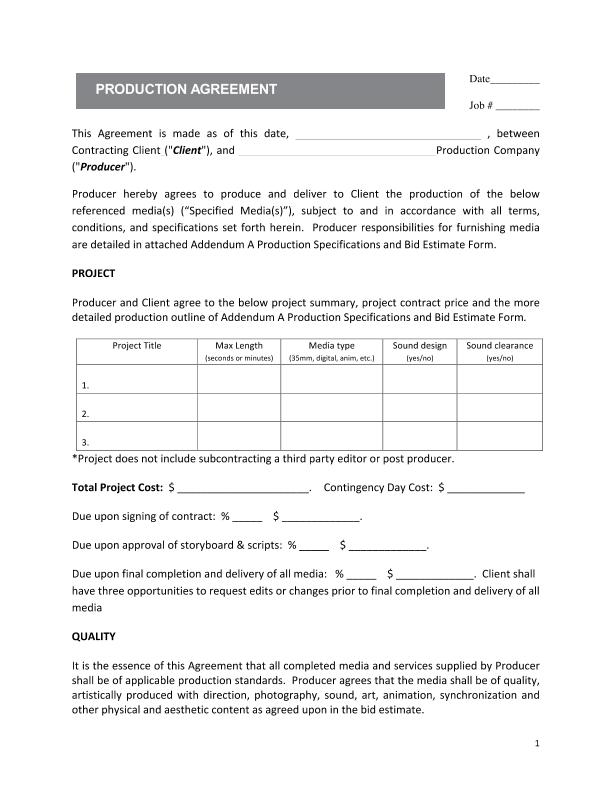 PRODUCTION AGREEMENT
Date_________
Job # ________
This Agreement is made as of this date, ________________________________ , between
Contracting Client ("Client"), and __________________________________Production Company
("Producer").
Producer hereby agrees to produce and deliver to Client the production of the below
referenced media(s) (“Specified Media(s)”), subject to and in accordance with all terms,
conditions, and specifications set forth herein.  Producer responsibilities for furnishing media
are detailed in attached Addendum A Production Specifications and Bid Estimate Form.
PROJECT
Producer and Client agree to the below project summary, project contract price and the more
detailed production outline of Addendum A Production Specifications and Bid Estimate Form.
Project Title Max Length Media type Sound design Sound clearance
(seconds or minutes) (35mm, digital, anim, etc.) (yes/no) (yes/no)
1.
2.
3.
*Project does not include subcontracting a third party editor or post producer.
Total Project Cost:  $ ______________________.    Contingency Day Cost:  $ _____________
Due upon signing of contract:  % _____    $ _____________.
Due upon approval of storyboard & scripts:  % _____    $ _____________.
Due upon final completion and delivery of all media:   % _____    $ _____________.  Client shall
have three opportunities to request edits or changes prior to final completion and delivery of all
media
QUALITY
It is the essence of this Agreement that all completed media and services supplied by Producer
shall be of applicable production standards.  Producer agrees that the media shall be of quality,
artistically produced with direction, photography, sound, art, animation, synchronization and
other physical and aesthetic content as agreed upon in the bid estimate.
1